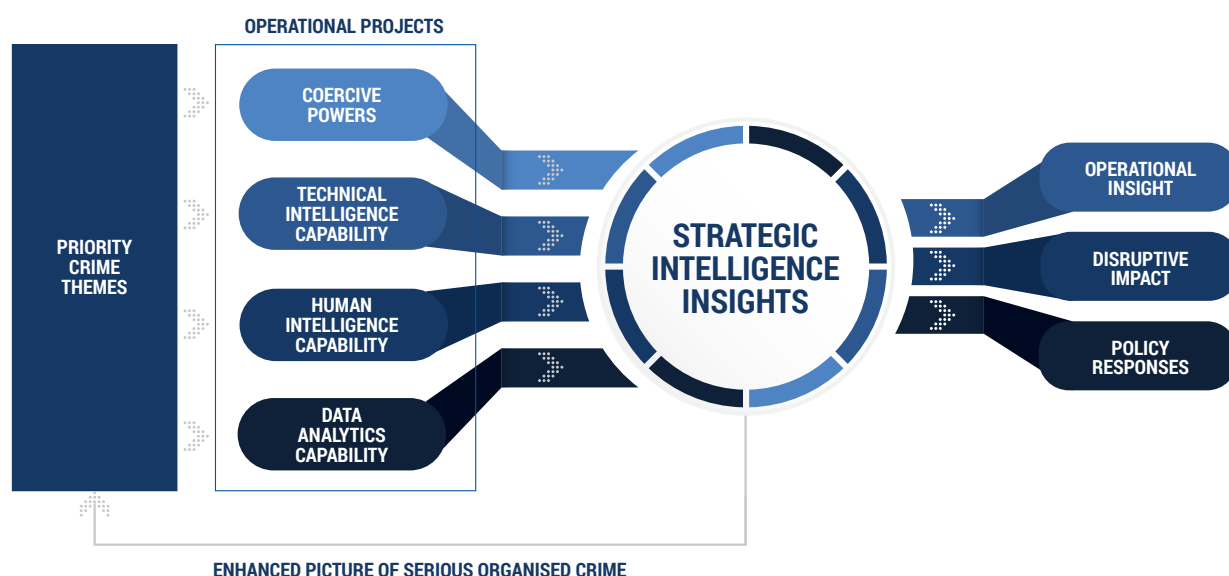 OPERATIONAL PROJECTS
PRIORITY
CRIME
THEMES
COERCIVE
POWERS
TECHNICAL
INTELLIGENCE
CAPABILITY
HUMAN
INTELLIGENCE
CAPABILITY
DATA
ANALYTICS
CAPABILITY
STRATEGIC
INTELLIGENCE
INSIGHTS
OPERATIONAL
INSIGHT
DISRUPTIVE
IMPACT
POLICY
RESPONSES
ENHANCED PICTURE OF SERIOUS ORGANISED CRIME